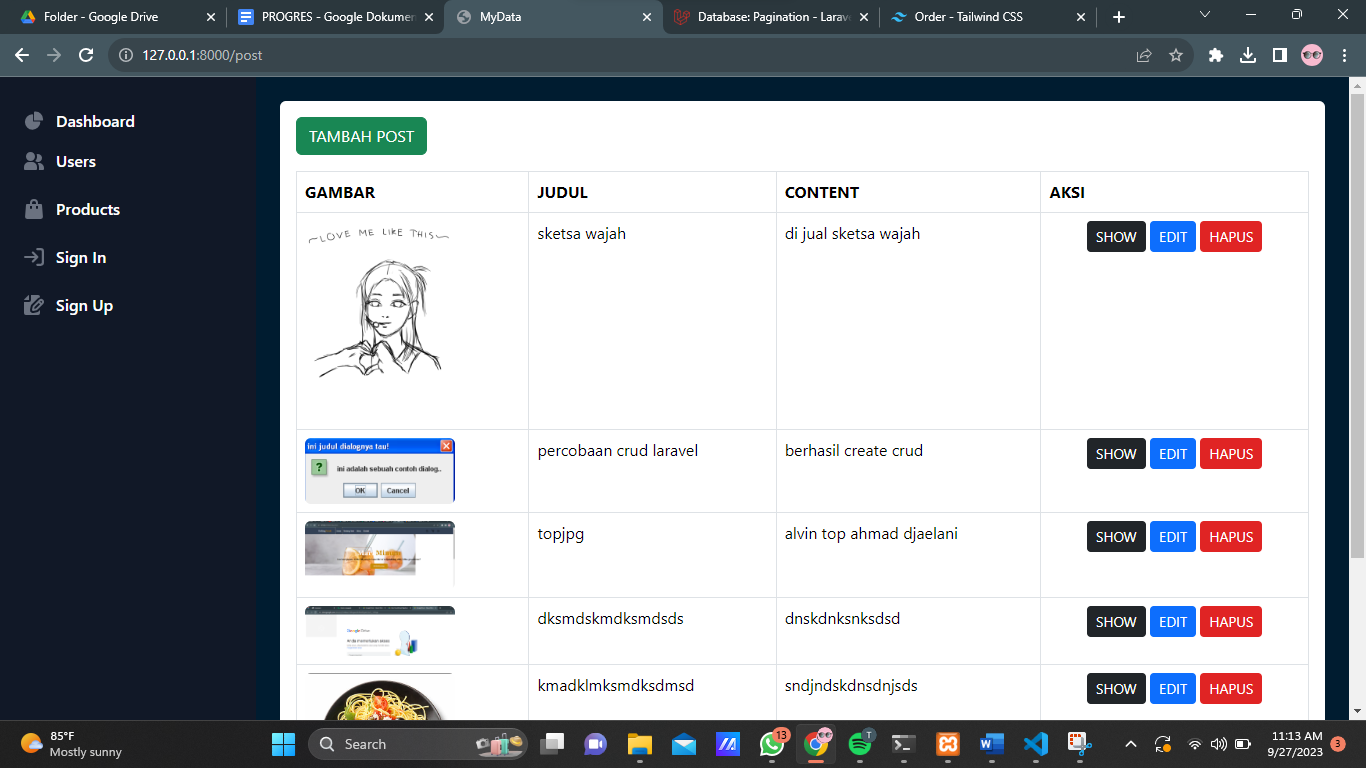 Folder - Google Drive
PROGRES - Google Dokumen
MyData
Database: Pagination - Larave
Order - Tailwind CSS
127.0.0.1:8000/post
Dashboard
Users
Products
Sign In
Sign Up
TAMBAH POST
GAMBAR JUDUL CONTENT AKSI
LOVE ME LIKE THIS
sketsa wajah
di jual sketsa wajah
SHOW EDIT HAPUS
ini judul dialognya tau!
ini adalah sebuah contoh dialog..
OK Cancel
percobaan crud laravel
berhasil create crud
SHOW EDIT HAPUS
topjpg
alvin top ahmad djaelani
SHOW EDIT HAPUS
dksmdskmdksmdsds
dnskdnksnksdsd
SHOW EDIT HAPUS
kmadklmksmdksdmsd
sndjndskdnsdnjsds
SHOW EDIT HAPUS
85°F
Mostly sunny
Search
13
T
11:13 AM
9/27/2023
3